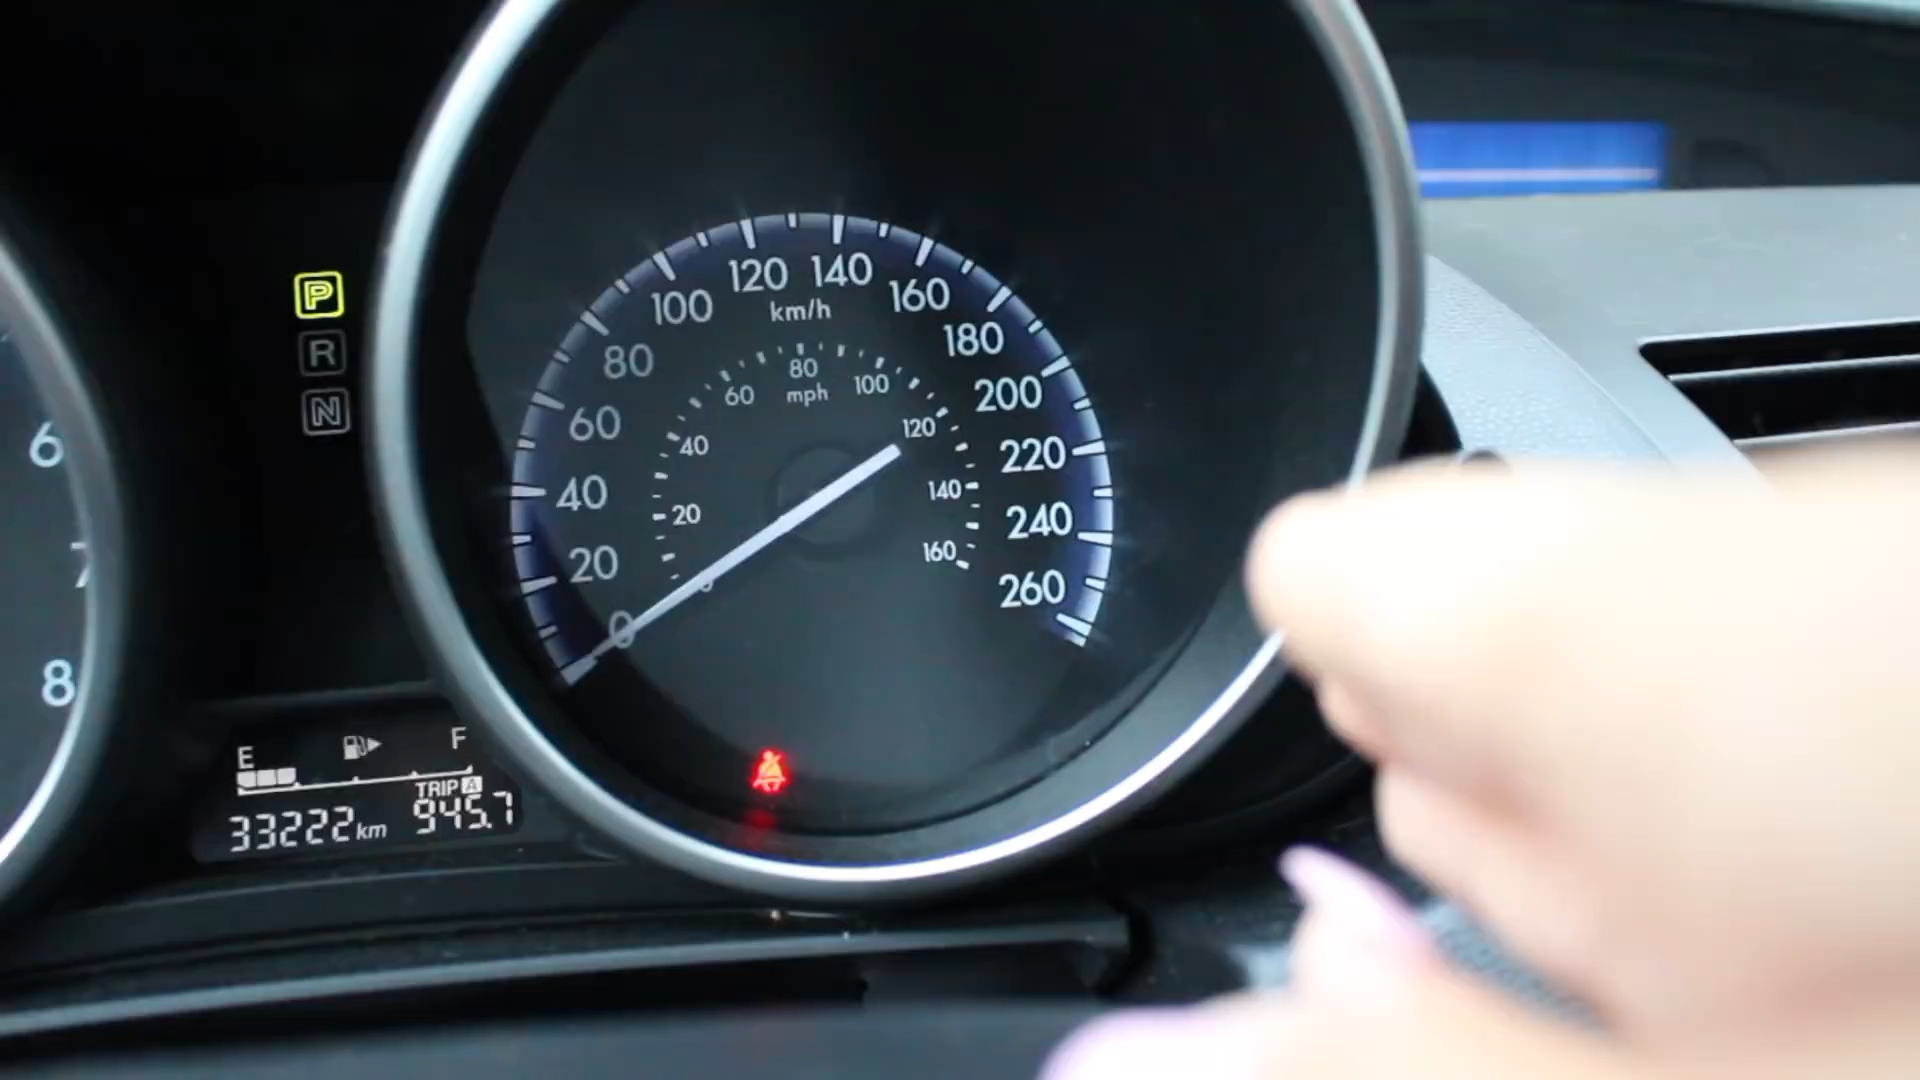 P
R
N
6
7
8
120 140
100 160
km/h
80 180
60 200
40 220
20 240
0 260
80
60 mph 100
40 120
20 140
0 160
E F
TRIP A
33222 km 945.7